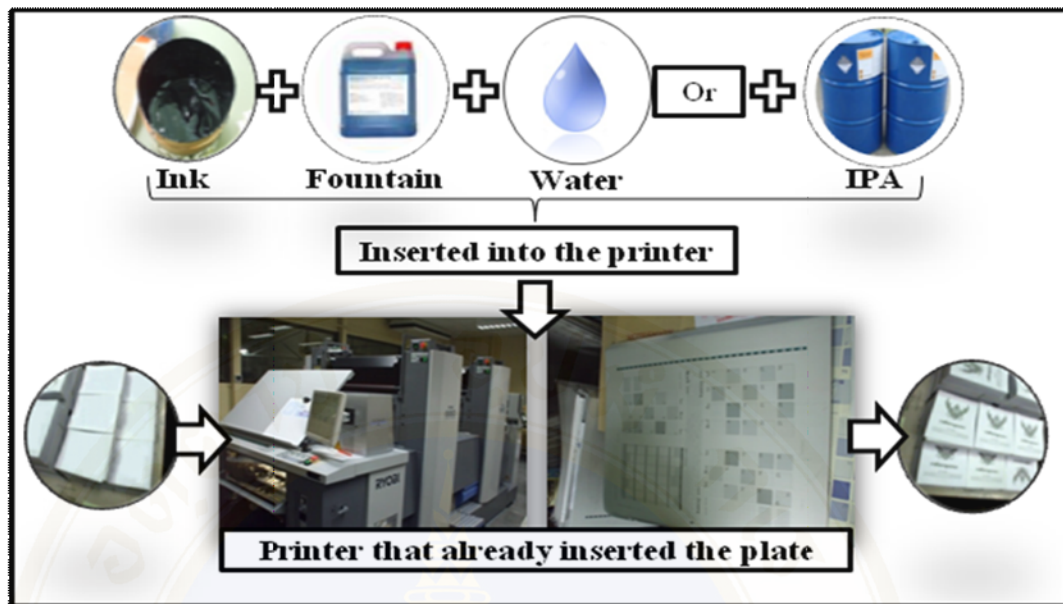 Or
Ink
Fountain
Water
IPA
Inserted into the printer
RYOBI
Printer that already inserted the plate